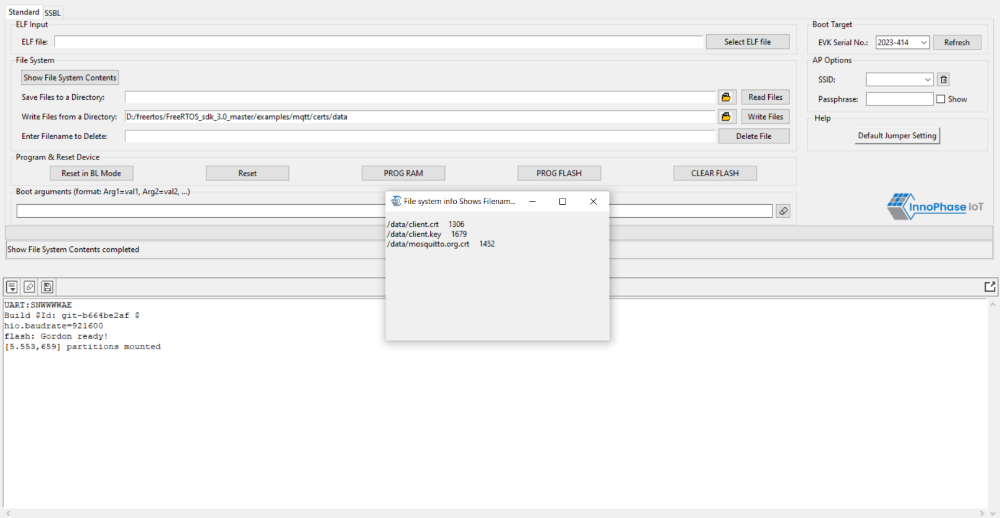 Standard SSBL
ELF Input
ELF file: Select ELF file
File System
Show File System Contents
Save Files to a Directory: Read Files
Write Files from a Directory: D:/freertos/FreeRTOS_sdk_3.0_master/examples/mqtt/certs/data Write Files
Enter Filename to Delete: Delete File
Program & Reset Device
Reset in BL Mode Reset PROG RAM PROG FLASH CLEAR FLASH
Boot arguments (format: Arg1=val1, Arg2=val2, ...)
Boot Target
EVK Serial No.: 2023-414 Refresh
AP Options
SSID:
Passphrase: Show
Help
Default Jumper Setting
InnoPhase IoT
File system info Shows Filenam...
/data/client.crt 1306
/data/client.key 1679
/data/mosquitto.org.crt 1452
Show File System Contents completed
UART:SNWWWWAE
Build $Id: git-b664be2af $
hio.baudrate=921600
flash: Gordon ready!
[5.553,659] partitions mounted